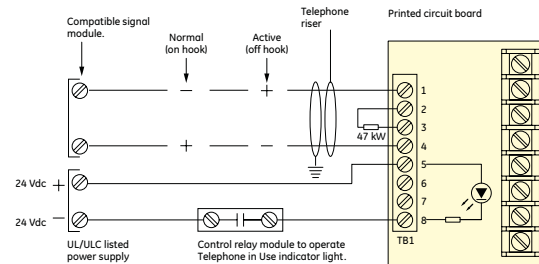 Compatible signal
module.
Normal
(on hook)
Active
(off hook)
Telephone
riser
Printed circuit board
− +
+ −
1
2
3
47 kW
4
5
6
7
8
TB1
24 Vdc +
24 Vdc −
UL/ULC listed
power supply
Control relay module to operate
Telephone in Use indicator light.